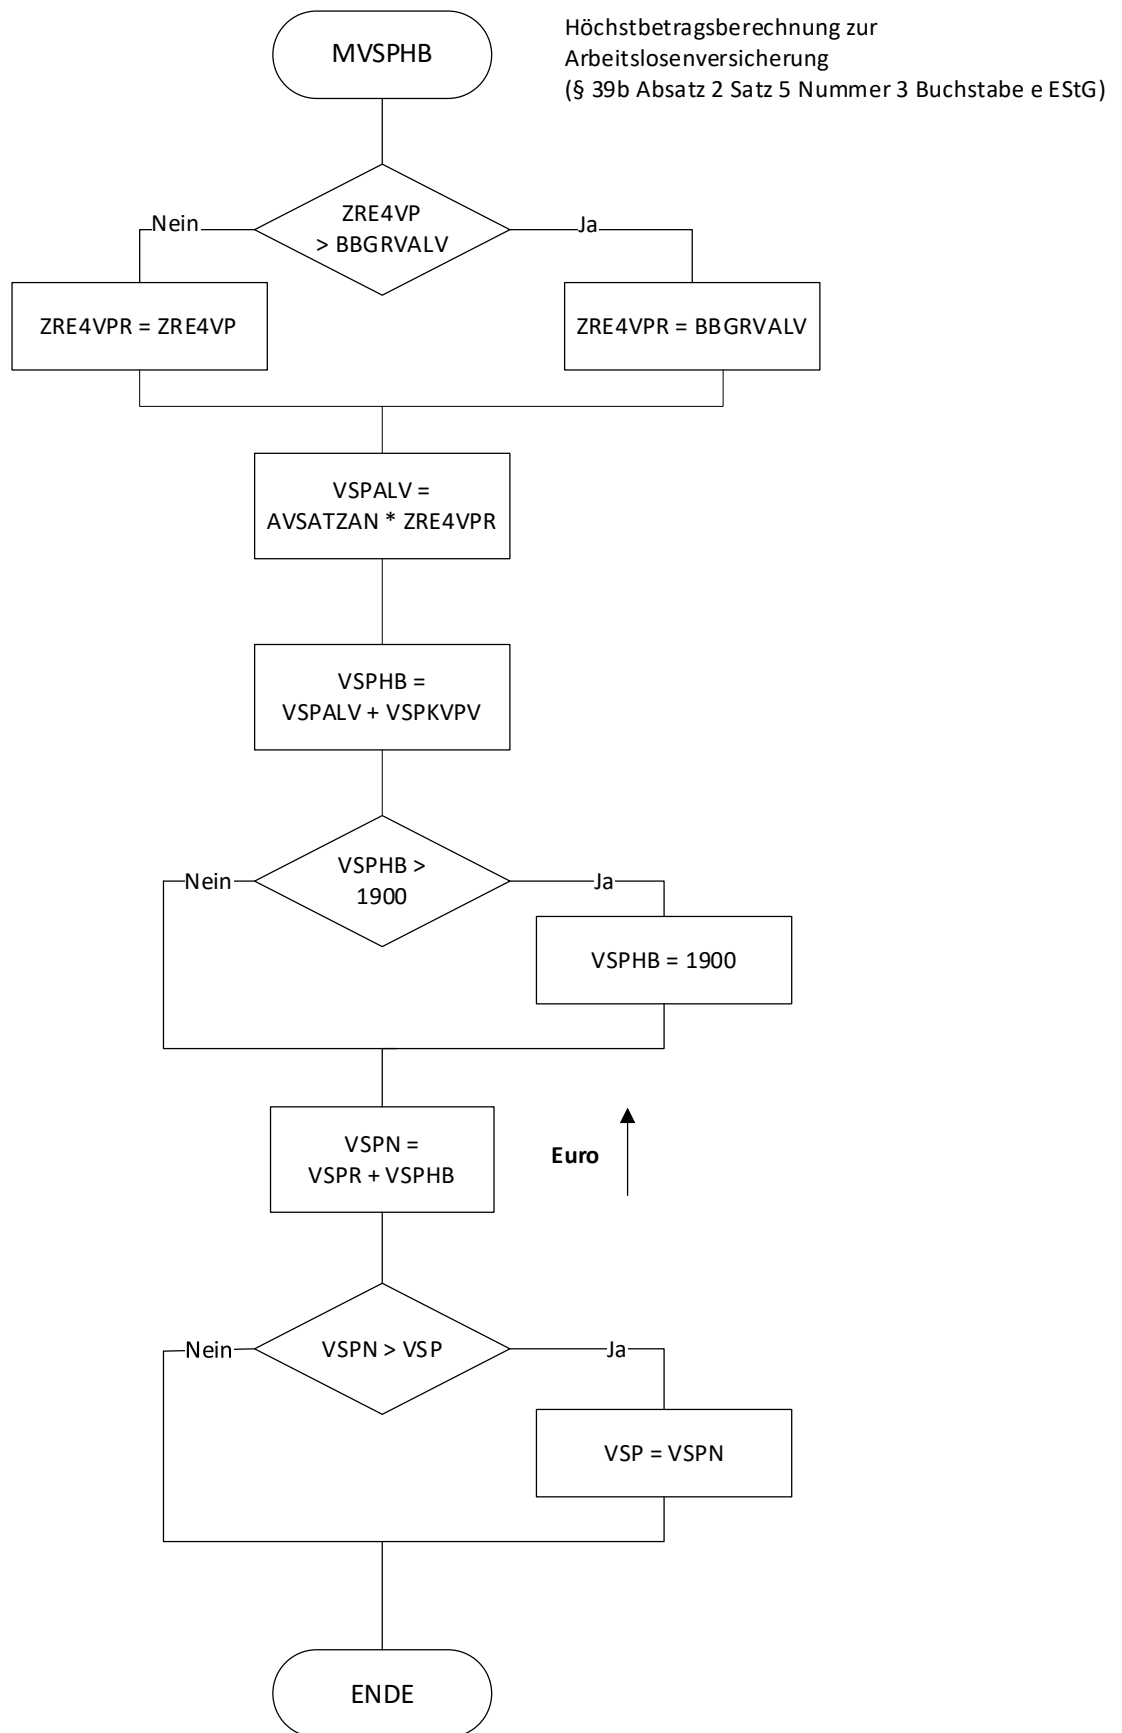 MVSPHB
Höchstbetragsberechnung zur
Arbeitslosenversicherung
(§ 39b Absatz 2 Satz 5 Nummer 3 Buchstabe e EStG)
ZRE4VP
> BBGRVALV
Nein
Ja
ZRE4VPR = ZRE4VP
ZRE4VPR = BBGRVALV
VSPALV =
AVSATZAN * ZRE4VPR
VSPHB =
VSPALV + VSPKVPV
VSPHB >
1900
Nein
Ja
VSPHB = 1900
VSPN =
VSPR + VSPHB
Euro
Nein
VSPN > VSP
Ja
VSP = VSPN
ENDE